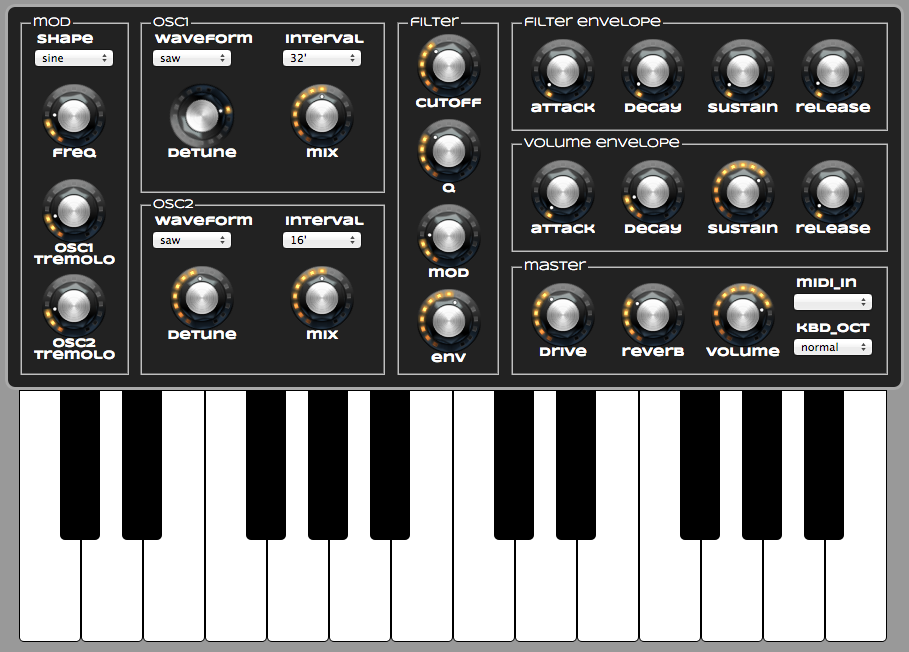 mod
shape
sine
freq
osc1
tremolo
osc2
tremolo
osc1
waveform
interval
saw
32'
detune
mix
osc2
waveform
interval
saw
16'
detune
mix
filter
cutoff
Q
mod
env
filter envelope
attack
decay
sustain
release
volume envelope
attack
decay
sustain
release
master
drive
reverb
volume
midi_in
kbd_oct
normal